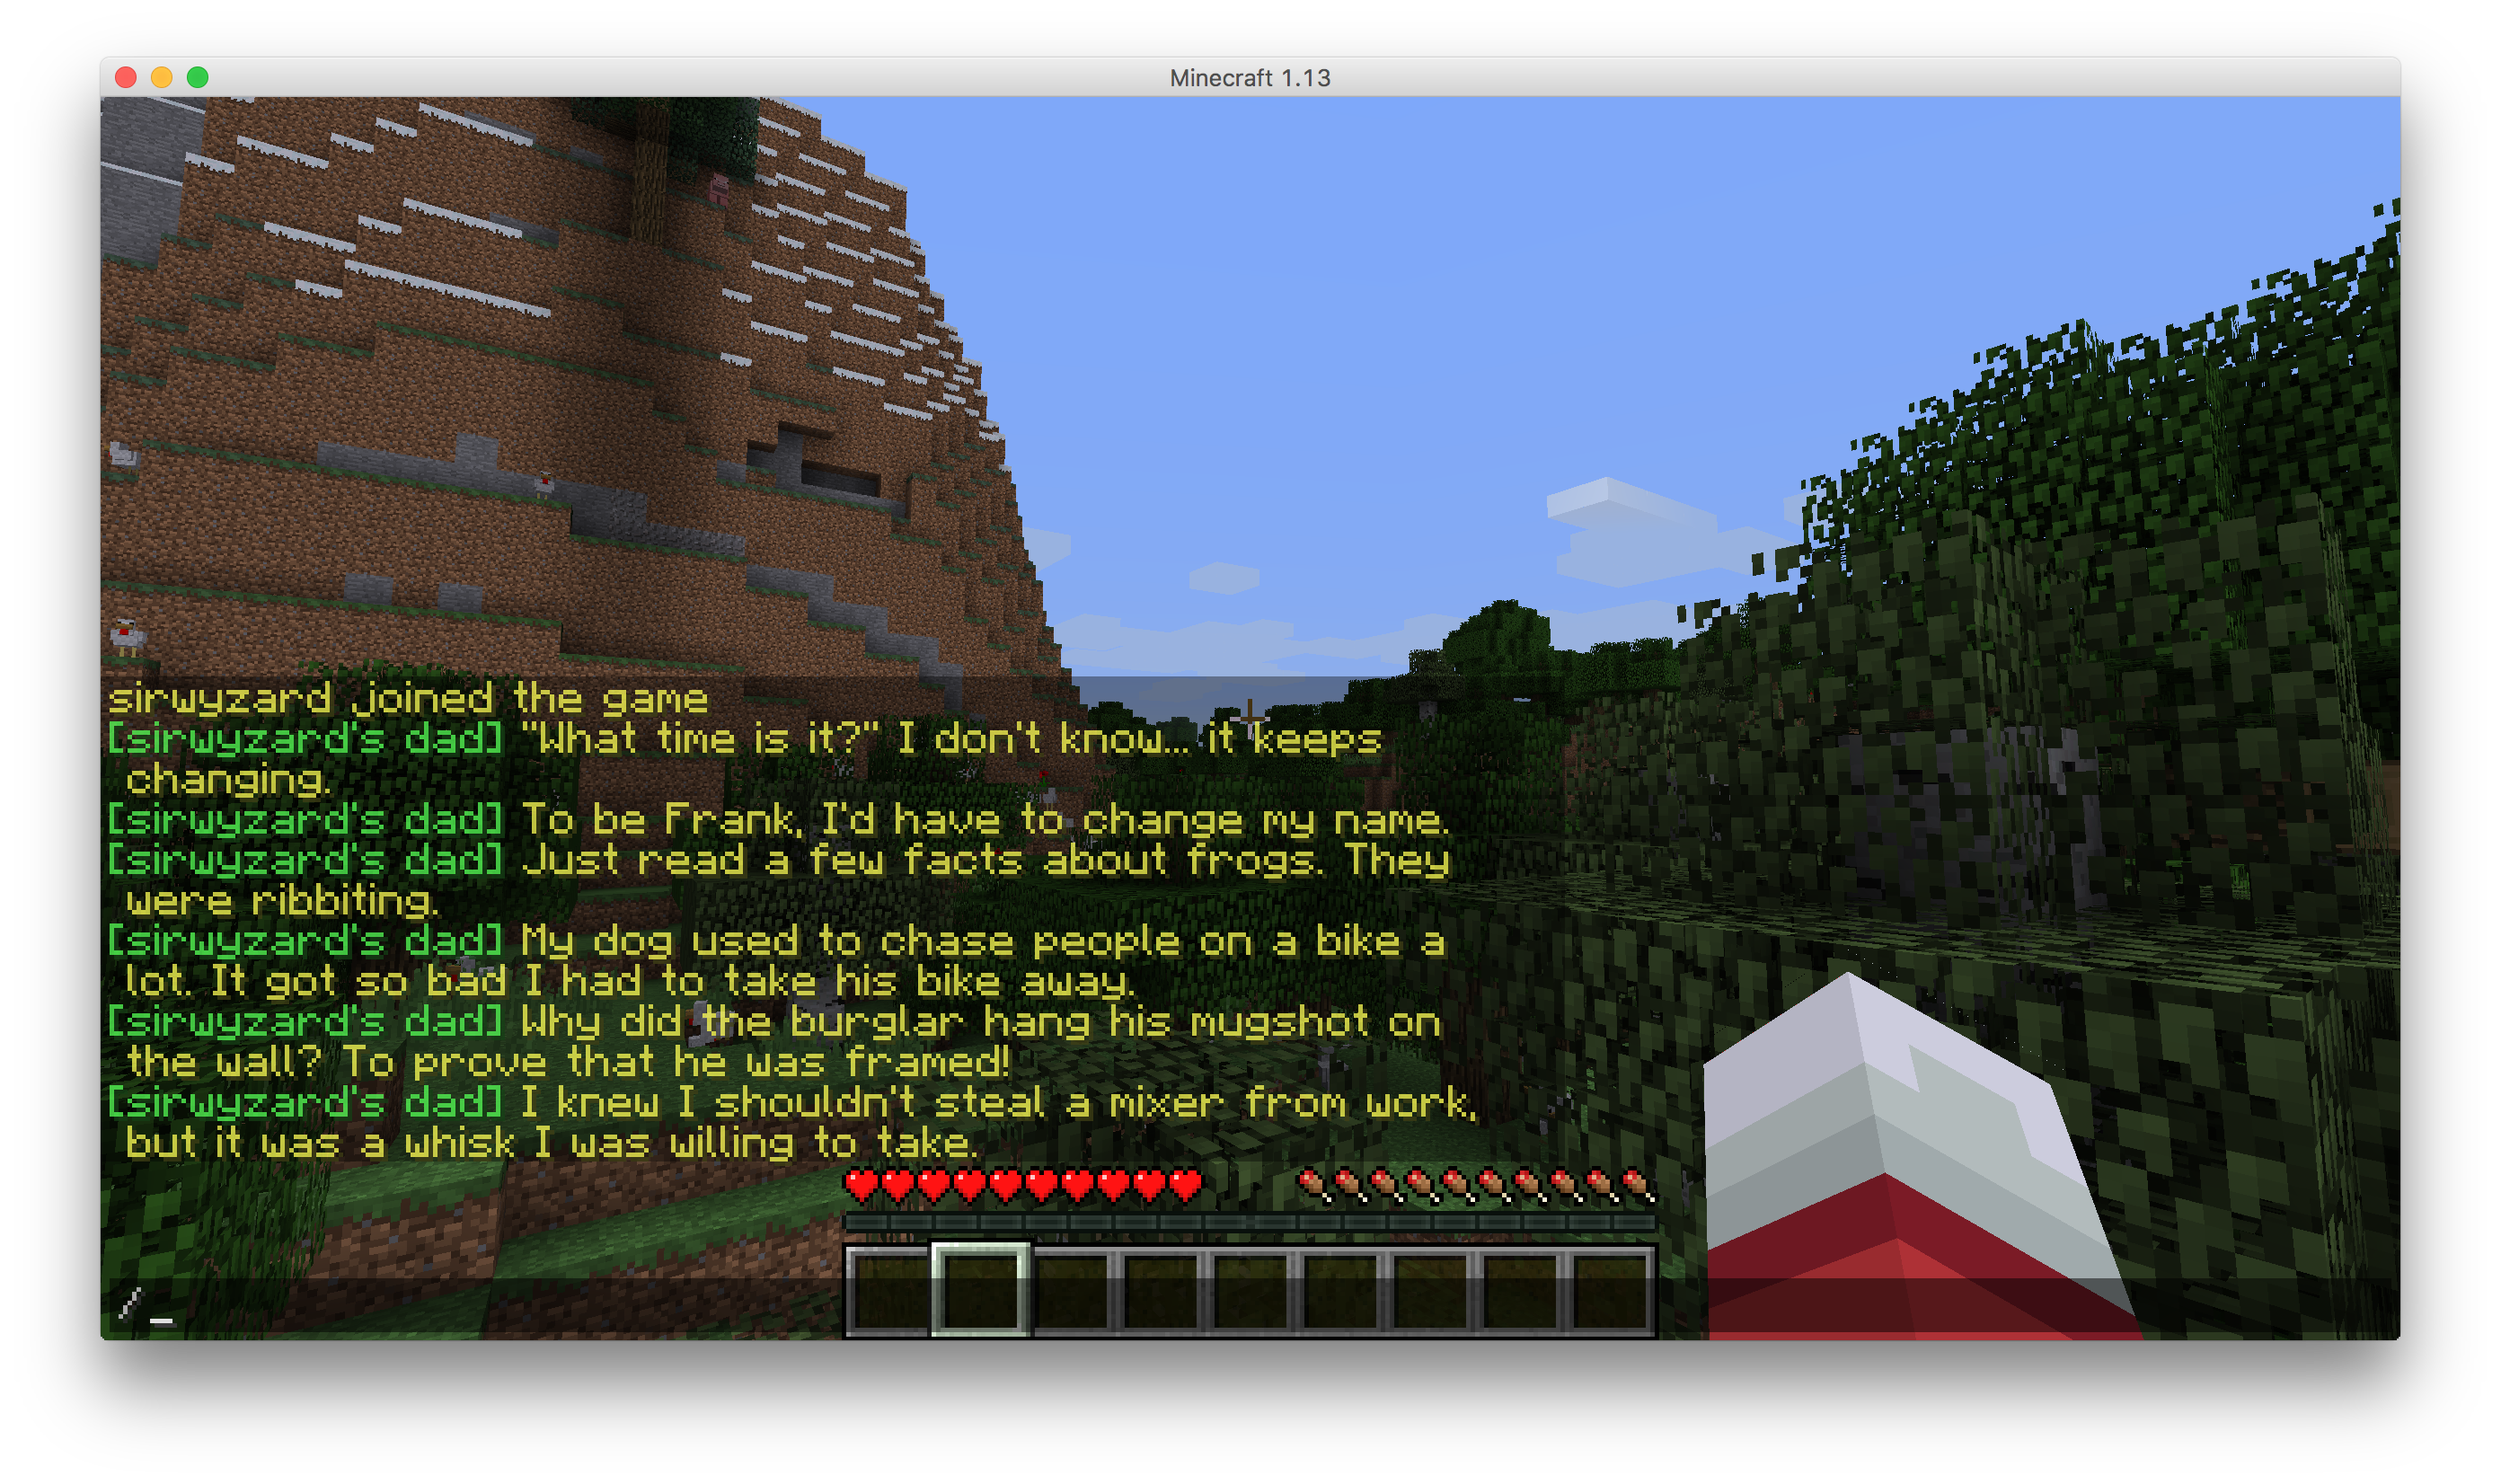 Minecraft 1.13
sirwyzard joined the game
[sirwyzard's dad] "What time is it?" I don't know... it keeps
changing.
[sirwyzard's dad] To be Frank, I'd have to change my name.
[sirwyzard's dad] Just read a few facts about frogs. They
were ribbiting.
[sirwyzard's dad] My dog used to chase people on a bike a
lot. It got so bad I had to take his bike away.
[sirwyzard's dad] Why did the burglar hang his mugshot on
the wall? To prove that he was framed!
[sirwyzard's dad] I knew I shouldn't steal a mixer from work,
but it was a whisk I was willing to take.
/_